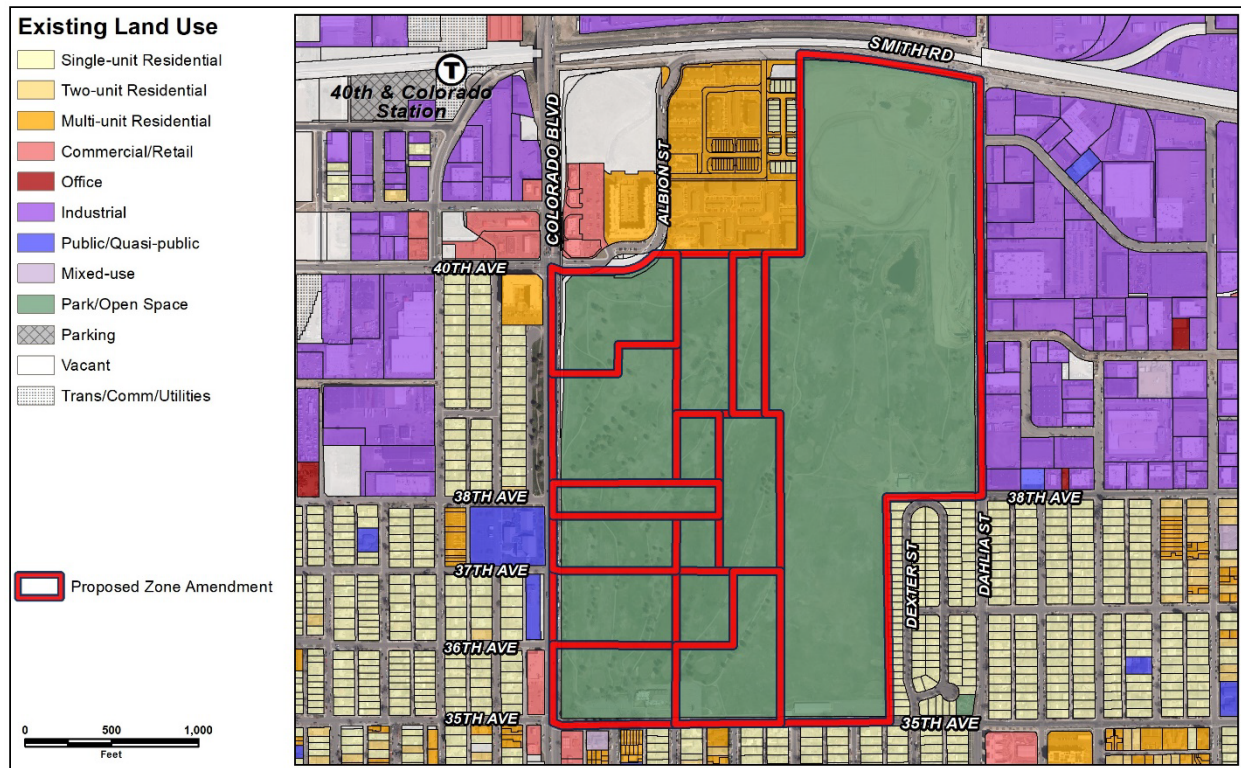 Existing Land Use
Single-unit Residential
Two-unit Residential
Multi-unit Residential
Commercial/Retail
Office
Industrial
Public/Quasi-public
Mixed-use
Park/Open Space
Parking
Vacant
Trans/Comm/Utilities
Proposed Zone Amendment
0 500 1,000
Feet
SMITH RD
T
40th & Colorado
Station
COLORADO BLVD
ALBION ST
40TH AVE
38TH AVE
38TH AVE
37TH AVE
DEXTER ST
DAHLIA ST
36TH AVE
35TH AVE
35TH AVE